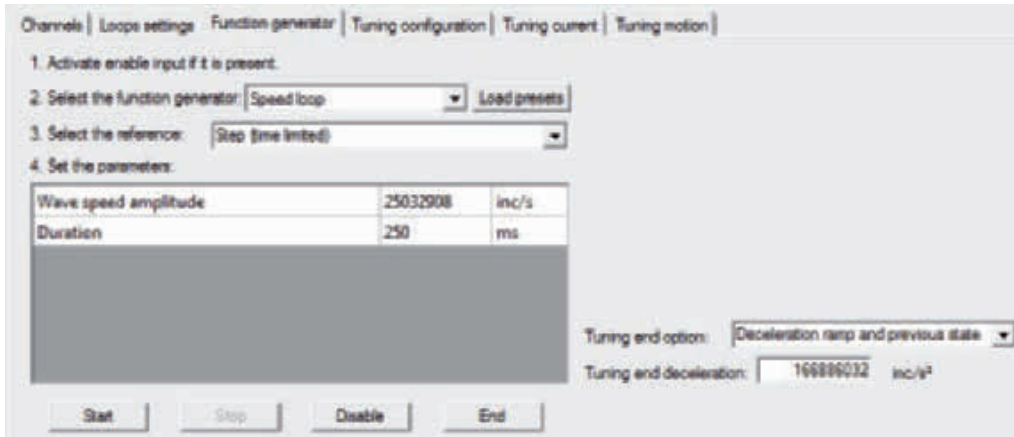 Channels Loops settings Function generator Tuning configuration Tuning current Tuning motion
1. Activate enable input if it is present.
2. Select the function generator: Speed loop Load presets
3. Select the reference: Step (time limited)
4. Set the parameters:
Wave speed amplitude 25032908 inc/s
Duration 250 ms
Tuning end option: Deceleration ramp and previous state
Tuning end deceleration: 166886032 inc/s²
Start Stop Disable End